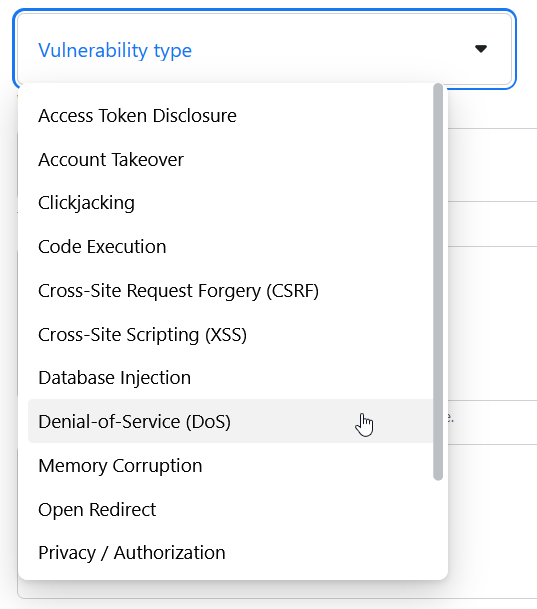 Vulnerability type
Access Token Disclosure
Account Takeover
Clickjacking
Code Execution
Cross-Site Request Forgery (CSRF)
Cross-Site Scripting (XSS)
Database Injection
Denial-of-Service (DoS)
Memory Corruption
Open Redirect
Privacy / Authorization